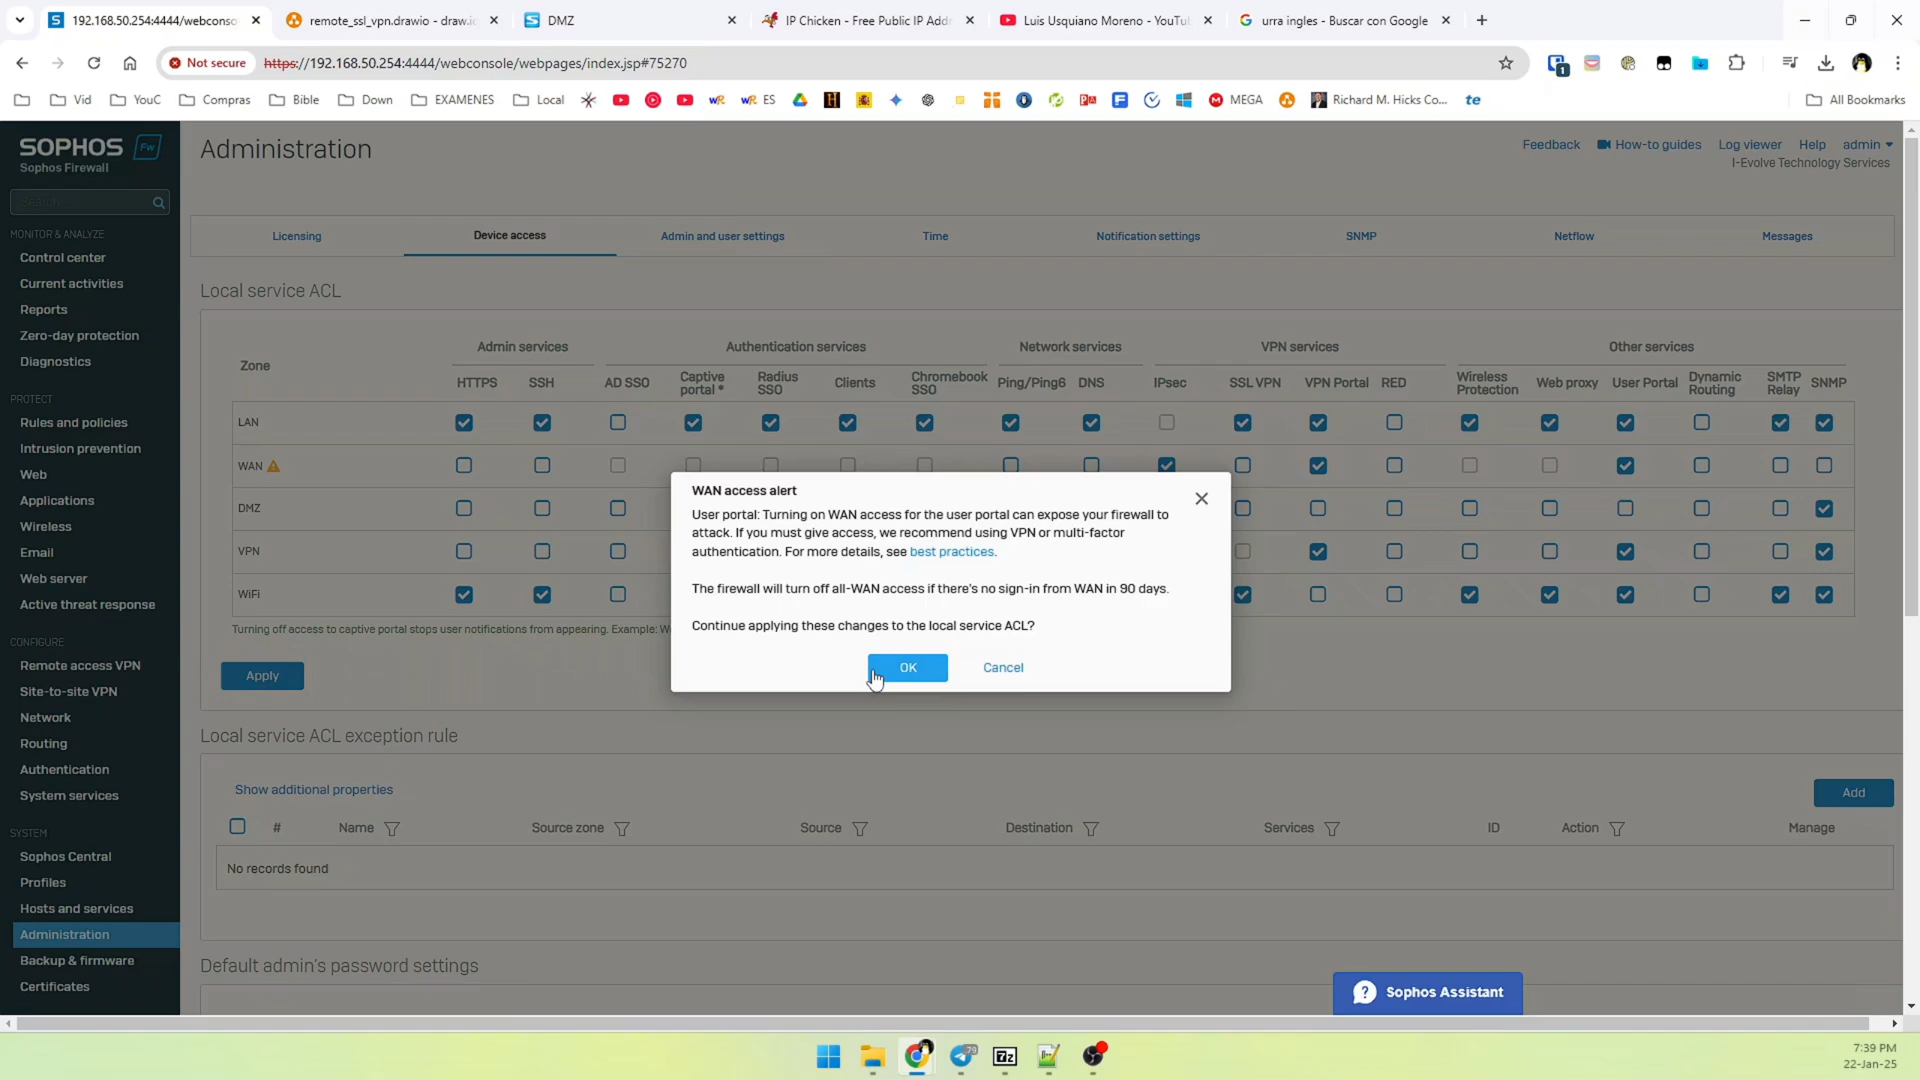 192.168.50.254:4444/webconso
remote_ssl_vpn.drawio - draw.io
DMZ
IP Chicken - Free Public IP Addr
Luis Usquiano Moreno - YouTu
urra ingles - Buscar con Google
Not secure
https://192.168.50.254:4444/webconsole/webpages/index.jsp#75270
Vid
YouC
Compras
Bible
Down
EXAMENES
Local
ES
MEGA
Richard M. Hicks Co...
te
All Bookmarks
SOPHOS
Fw
Sophos Firewall
Search...
MONITOR & ANALYZE
Control center
Current activities
Reports
Zero-day protection
Diagnostics
PROTECT
Rules and policies
Intrusion prevention
Web
Applications
Wireless
Email
Web server
Active threat response
CONFIGURE
Remote access VPN
Site-to-site VPN
Network
Routing
Authentication
System services
SYSTEM
Sophos Central
Profiles
Hosts and services
Administration
Backup & firmware
Certificates
Administration
Feedback
How-to guides
Log viewer
Help
admin
I-Evolve Technology Services
Licensing
Device access
Admin and user settings
Time
Notification settings
SNMP
Netflow
Messages
Local service ACL
Zone
Admin services
Authentication services
Network services
VPN services
Other services
HTTPS
SSH
AD SSO
Captive portal *
Radius SSO
Clients
Chromebook SSO
Ping/Ping6
DNS
IPsec
SSL VPN
VPN Portal
RED
Wireless Protection
Web proxy
User Portal
Dynamic Routing
SMTP Relay
SNMP
LAN
WAN
DMZ
VPN
WiFi
Turning off access to captive portal stops user notifications from appearing. Example: W
Apply
WAN access alert
User portal: Turning on WAN access for the user portal can expose your firewall to
attack. If you must give access, we recommend using VPN or multi-factor
authentication. For more details, see best practices.
The firewall will turn off all-WAN access if there's no sign-in from WAN in 90 days.
Continue applying these changes to the local service ACL?
OK
Cancel
Local service ACL exception rule
Show additional properties
Add
#
Name
Source zone
Source
Destination
Services
ID
Action
Manage
No records found
Default admin's password settings
Sophos Assistant
79
7z
7:39 PM
22-Jan-25